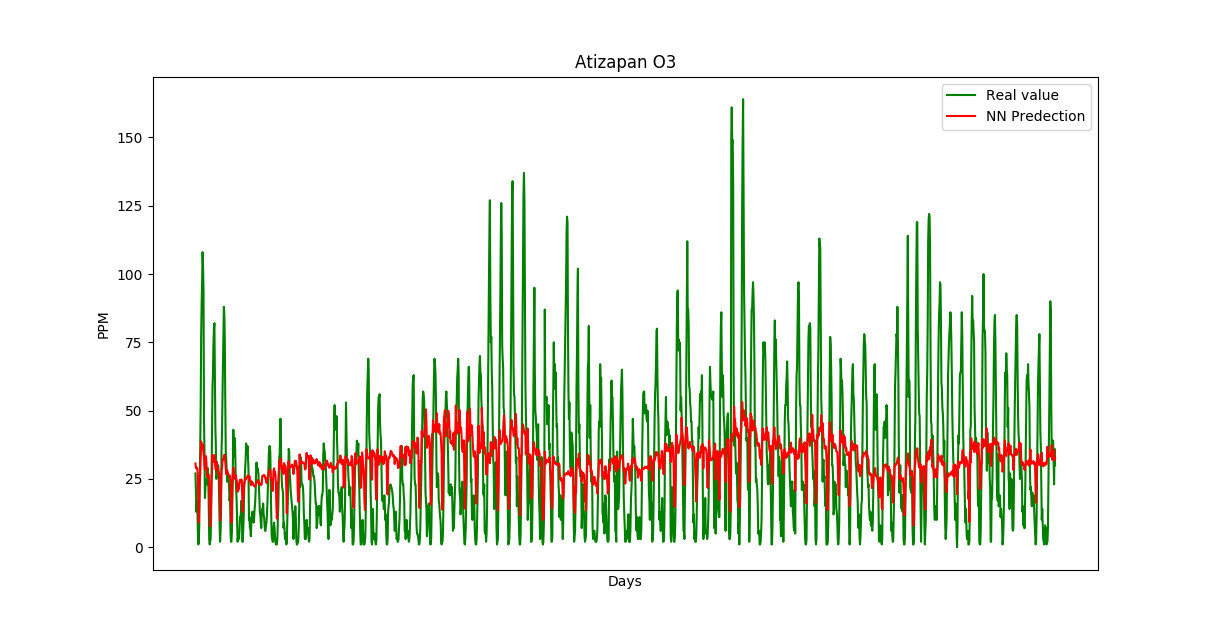 Atizapan O3
Real value
NN Predection
150
125
100
75
50
25
0
PPM
Days